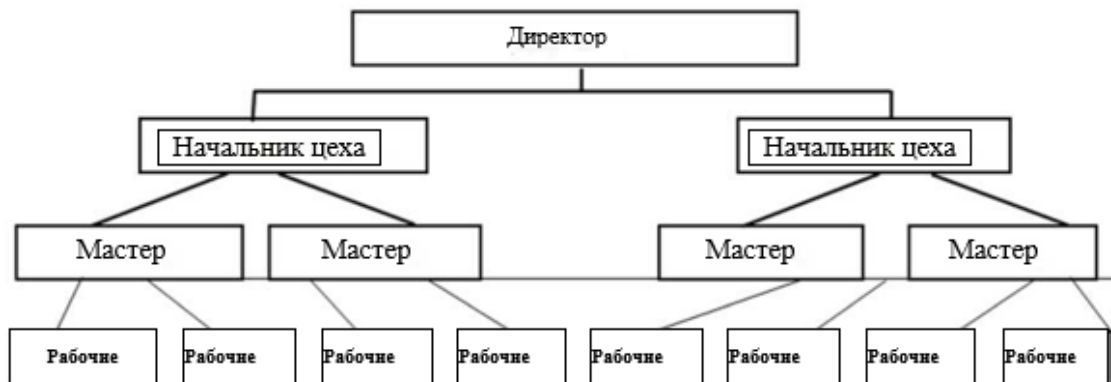 Директор
Начальник цеха
Начальник цеха
Мастер
Мастер
Мастер
Мастер
Рабочие
Рабочие
Рабочие
Рабочие
Рабочие
Рабочие
Рабочие
Рабочие